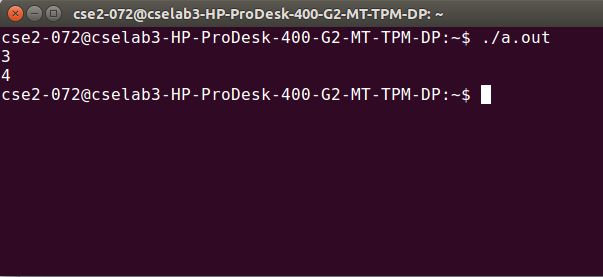 cse2-072@cselab3-HP-ProDesk-400-G2-MT-TPM-DP: ~
cse2-072@cselab3-HP-ProDesk-400-G2-MT-TPM-DP:~$ ./a.out
3
4
cse2-072@cselab3-HP-ProDesk-400-G2-MT-TPM-DP:~$